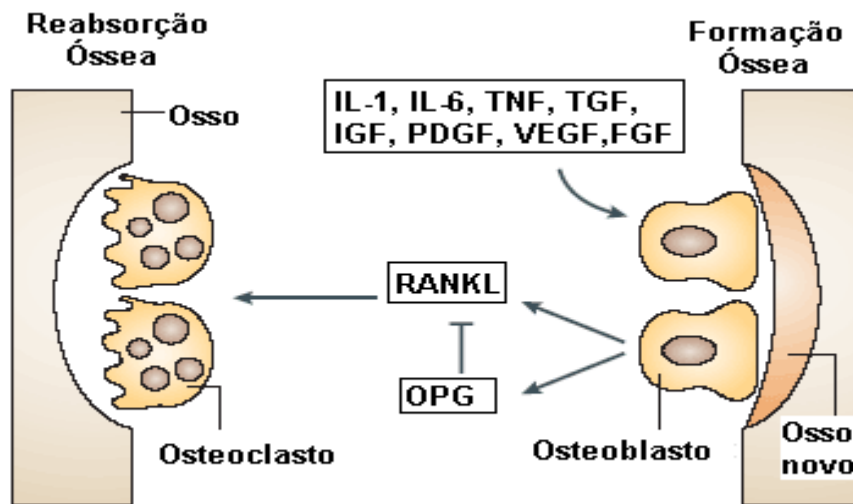 Reabsorção
Óssea
Formação
Óssea
Osso
IL-1, IL-6, TNF, TGF,
IGF, PDGF, VEGF,FGF
RANKL
OPG
Osteoclasto
Osteoblasto
Osso
novo